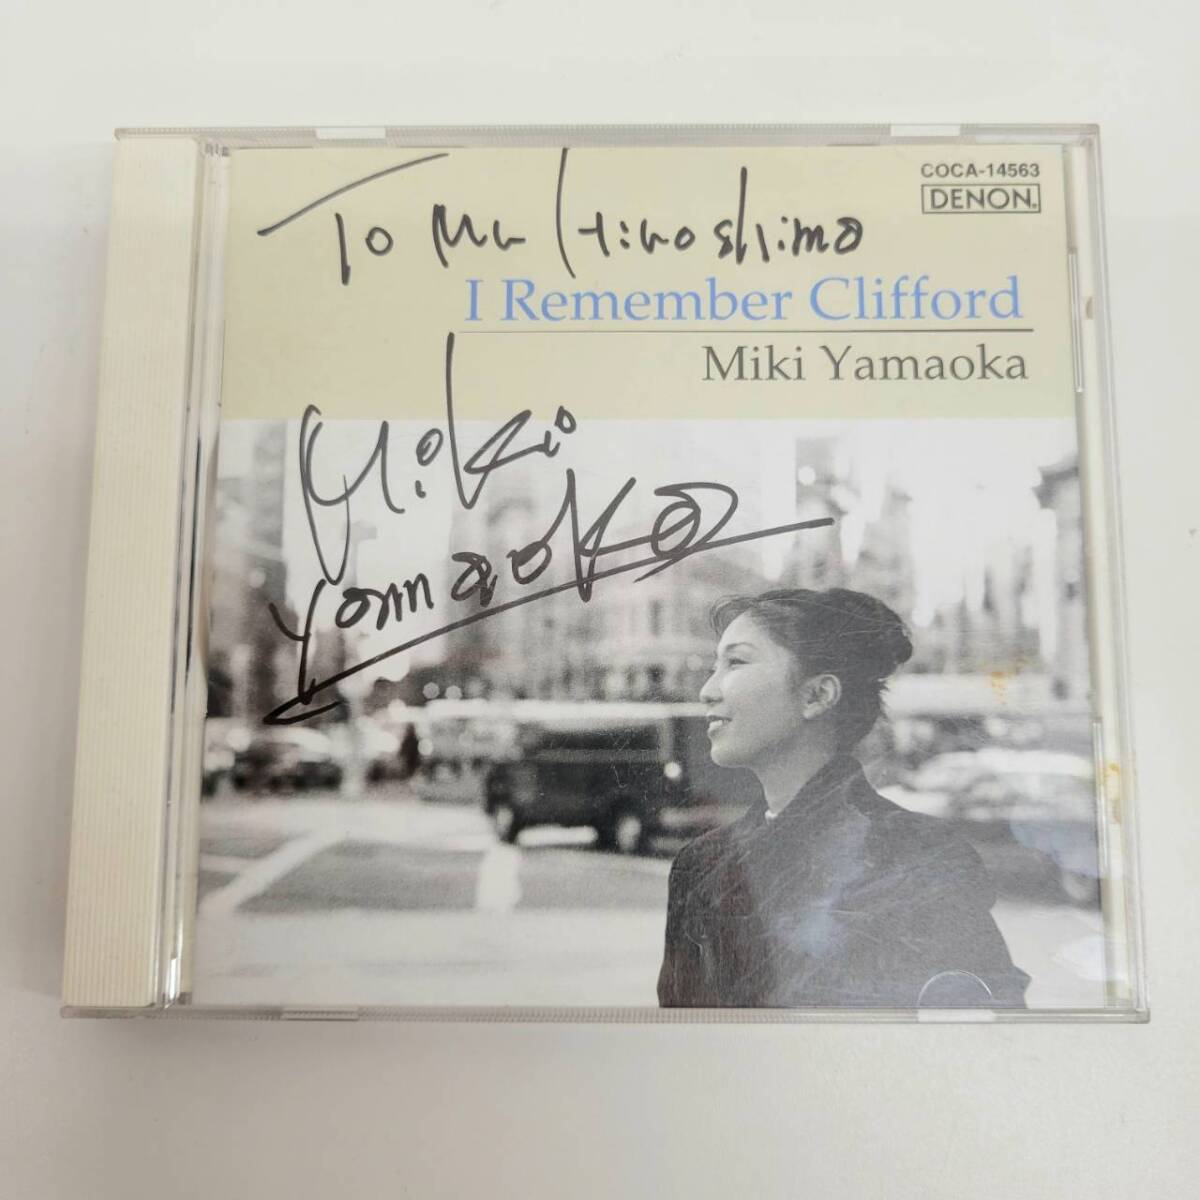 COCA-14563
DENON
To Mr Hiroshima
I Remember Clifford
Miki Yamaoka
Miki
Yamaoka